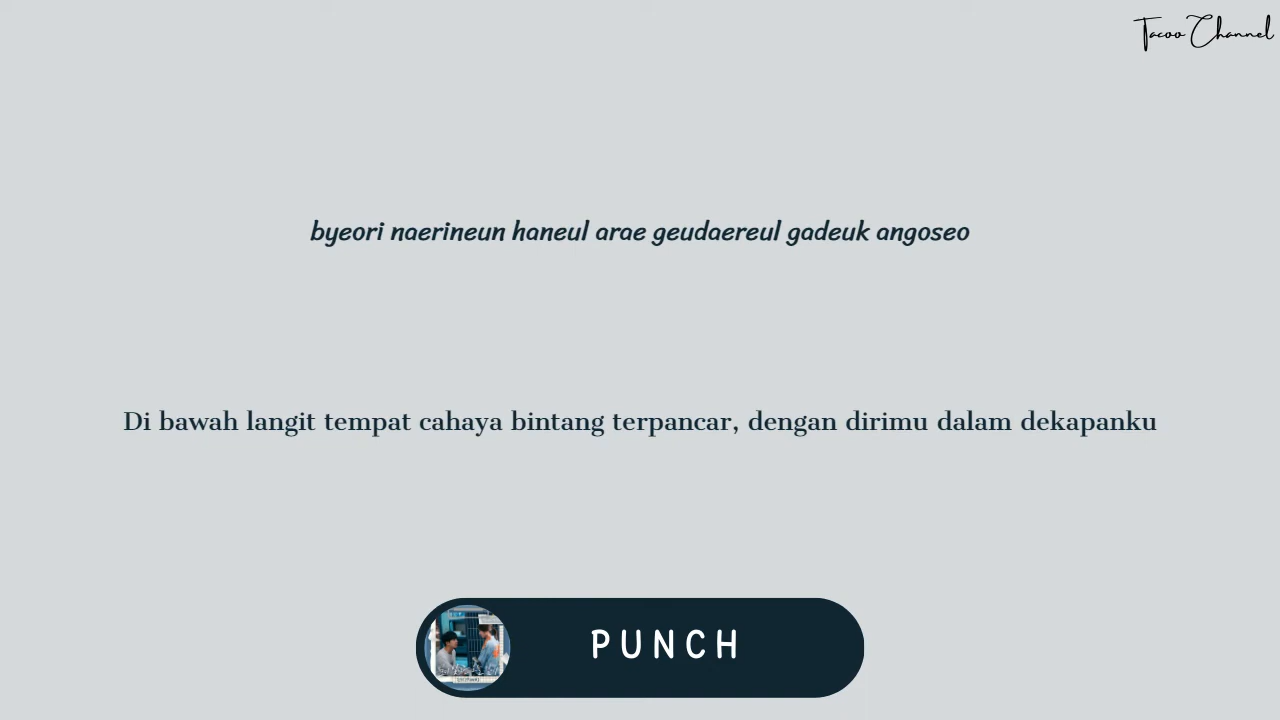 Tacoo Channel
byeori naerineun haneul arae geudaereul gadeuk angoseo
Di bawah langit tempat cahaya bintang terpancar, dengan dirimu dalam dekapanku
PUNCH